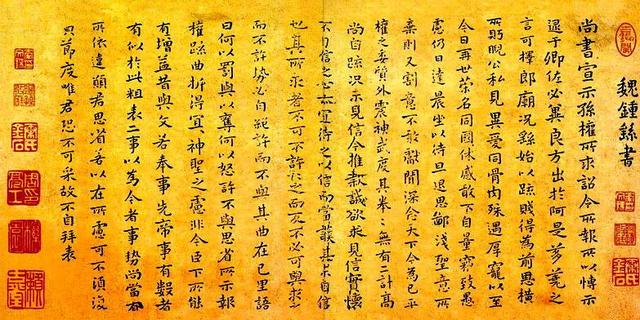 魏鍾繇書
尚書宣示孫權所求詔令所報所以博示
逮于卿佐必冀良方出於阿是芻蕘之
言可擇郎廟況繇始以疏賤得為前恩橫
所盻睨公私見異愛同骨肉殊遇厚寵以至
今日再世榮名同國休慼敢不自量竊致愚
慮仍日達晨坐以待旦退思鄙淺聖意所
棄則又割意不敢獻聞深念天下今為已平
權之委質外震神武度其拳〻無有二計高
尚自疏況未見信今推款誠欲求見信實懷
不自信之心亦宜待之以信而當護其未自信
也其所求者不可不許許之而反不必可與求之
而不許勢必自絕許而不與其曲在己里語
曰何以罰與以奪何以怒許不與思省所示報
權疏曲折得宜宜神聖之慮非今臣下所能
有增益昔與文若奉事先帝事有數者
有似於此粗表二事以為今者事勢尚當有
所依違願君思省若以在所慮可不須復
節度唯君恐不可采故不自拜表